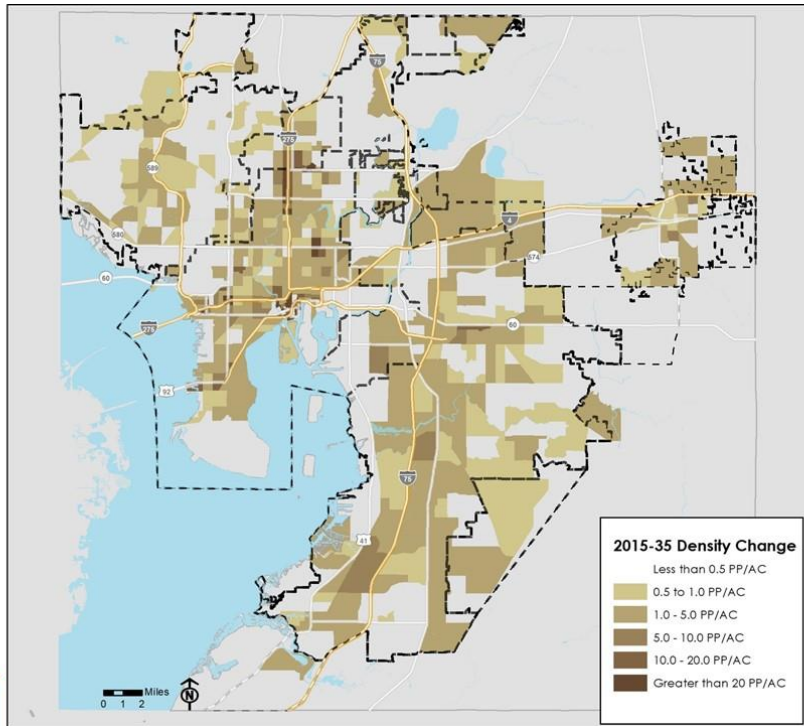 75
275
589
4
580
574
60
60
275
92
75
41
2015-35 Density Change
Less than 0.5 PP/AC
0.5 to 1.0 PP/AC
1.0 - 5.0 PP/AC
5.0 - 10.0 PP/AC
10.0 - 20.0 PP/AC
Greater than 20 PP/AC
Miles
0 1 2
N